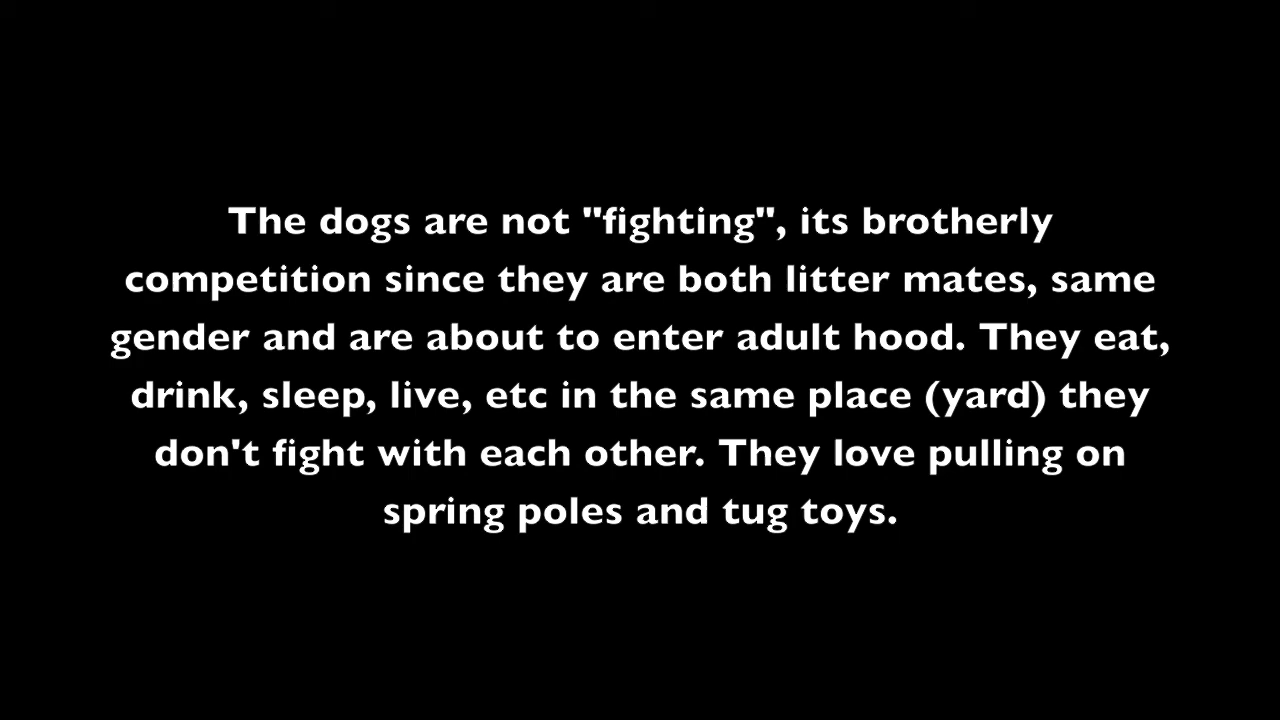 The dogs are not "fighting", its brotherly
competition since they are both litter mates, same
gender and are about to enter adult hood. They eat,
drink, sleep, live, etc in the same place (yard) they
don't fight with each other. They love pulling on
spring poles and tug toys.